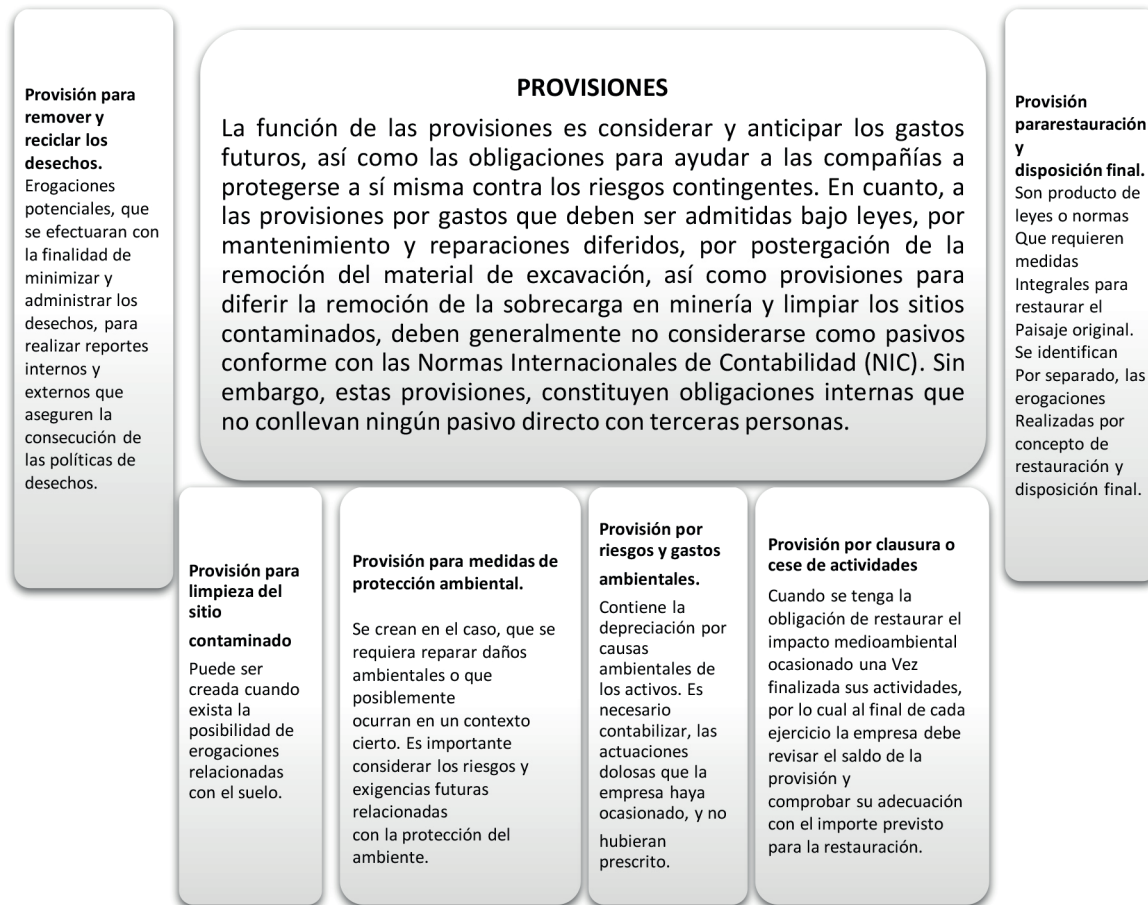 Provisión para
remover y
reciclar los
desechos.
Erogaciones
potenciales, que
se efectuaran con
la finalidad de
minimizar y
administrar los
desechos, para
realizar reportes
internos y
externos que
aseguren la
consecución de
las políticas de
desechos.
PROVISIONES
La función de las provisiones es considerar y anticipar los gastos
futuros, así como las obligaciones para ayudar a las compañías a
protegerse a sí misma contra los riesgos contingentes. En cuanto, a
las provisiones por gastos que deben ser admitidas bajo leyes, por
mantenimiento y reparaciones diferidos, por postergación de la
remoción del material de excavación, así como provisiones para
diferir la remoción de la sobrecarga en minería y limpiar los sitios
contaminados, deben generalmente no considerarse como pasivos
conforme con las Normas Internacionales de Contabilidad (NIC). Sin
embargo, estas provisiones, constituyen obligaciones internas que
no conllevan ningún pasivo directo con terceras personas.
Provisión
pararestauración
y
disposición final.
Son producto de
leyes o normas
Que requieren
medidas
Integrales para
restaurar el
Paisaje original.
Se identifican
Por separado, las
erogaciones
Realizadas por
concepto de
restauración y
disposición final.
Provisión para
limpieza del
sitio
contaminado
Puede ser
creada cuando
exista la
posibilidad de
erogaciones
relacionadas
con el suelo.
Provisión para medidas de
protección ambiental.
Se crean en el caso, que se
requiera reparar daños
ambientales o que
posiblemente
ocurran en un contexto
cierto. Es importante
considerar los riesgos y
exigencias futuras
relacionadas
con la protección del
ambiente.
Provisión por
riesgos y gastos
ambientales.
Contiene la
depreciación por
causas
ambientales de
los activos. Es
necesario
contabilizar, las
actuaciones
dolosas que la
empresa haya
ocasionado, y no
hubieran
prescrito.
Provisión por clausura o
cese de actividades
Cuando se tenga la
obligación de restaurar el
impacto medioambiental
ocasionado una Vez
finalizada sus actividades,
por lo cual al final de cada
ejercicio la empresa debe
revisar el saldo de la
provisión y
comprobar su adecuación
con el importe previsto
para la restauración.